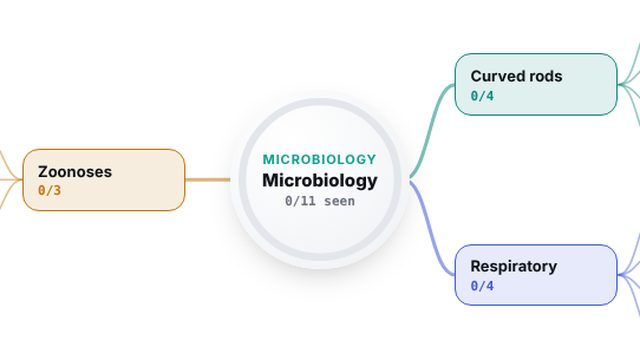 Zoonoses
0/3
MICROBIOLOGY
Microbiology
0/11 seen
Curved rods
0/4
Respiratory
0/4